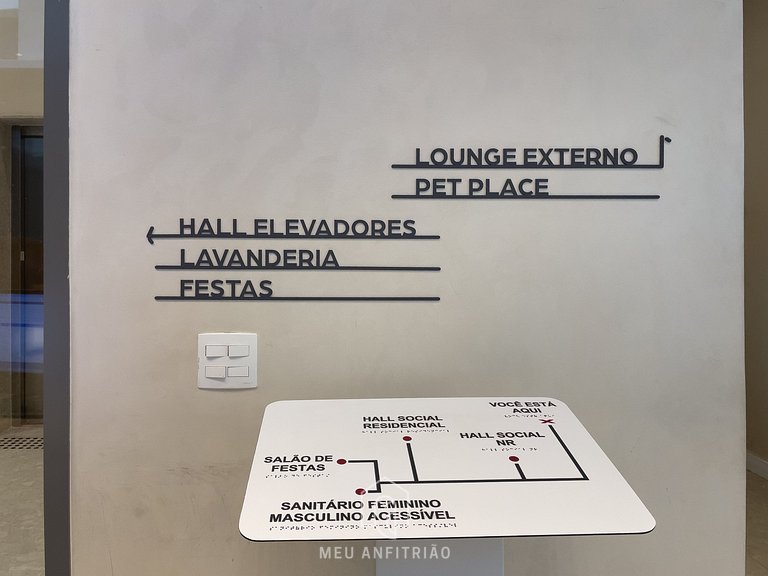 LOUNGE EXTERNO
PET PLACE
HALL ELEVADORES
LAVANDERIA
FESTAS
VOCÊ ESTÁ
AQUI
HALL SOCIAL
RESIDENCIAL
HALL SOCIAL
NR
SALÃO DE
FESTAS
SANITÁRIO FEMININO
MASCULINO ACESSÍVEL
MEU ANFITRIÃO